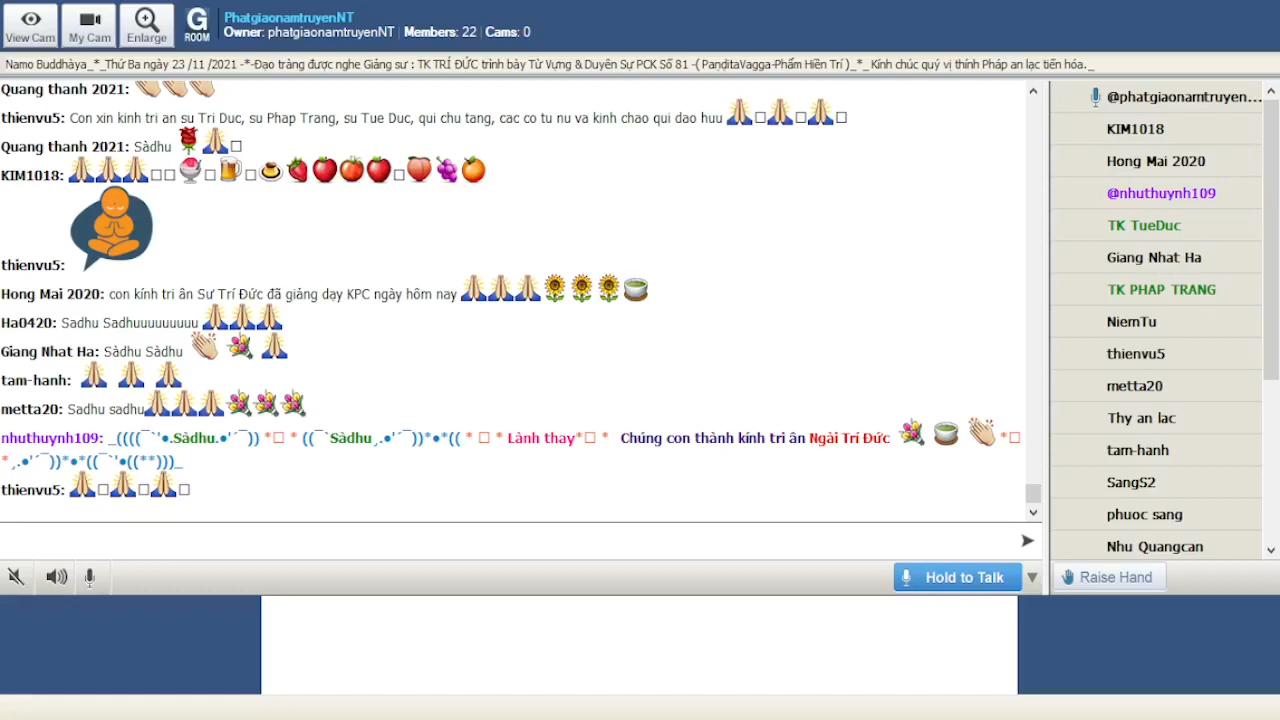 View Cam
My Cam
Enlarge
G
ROOM
PhatgiaonamtruyenNT
Owner: phatgiaonamtruyenNT | Members: 22 | Cams: 0
Namo Buddhàya_*_Thứ Ba ngày 23 /11 /2021 -*-Đạo tràng được nghe Giảng sư : TK TRÍ ĐỨC trình bày Từ Vựng & Duyên Sự PCK Số 81 -( PaṇḍitaVagga-Phẩm Hiền Trí )_*_ Kính chúc quý vị thính Pháp an lạc tiến hóa._
Quang thanh 2021: 👏👏👏
thienvu5: Con xin kinh tri an su Tri Duc, su Phap Trang, su Tue Duc, qui chu tang, cac co tu nu va kinh chao qui dao huu 🙏□🙏□🙏□
Quang thanh 2021: Sàdhu 🌹🙏□
KIM1018: 🙏🙏🙏□□🍨□🍺□🍮🍓🍎🍅🍎□🍑🍇🍊
thienvu5:
Hong Mai 2020: con kính tri ân Sư Trí Đức đã giảng dạy KPC ngày hôm nay 🙏🙏🙏🌻🌻🌻🍵
Ha0420: Sadhu Sadhuuuuuuuuu 🙏🙏🙏
Giang Nhat Ha: Sàdhu Sàdhu 👏 💐 🙏
tam-hanh: 🙏 🙏 🙏
metta20: Sadhu sadhu🙏🙏🙏💐💐💐
nhuthuynh109: _((((¯`'•.Sàdhu.•'´¯)) *□ * ((¯`Sàdhu¸.•'´¯))*•*(( * □ * Lành thay*□ * Chúng con thành kính tri ân Ngài Trí Đức 💐 🍵 👏 *□
*¸.•'´¯))*•*((¯`'•((**)))_
thienvu5: 🙏□🙏□🙏□
Hold to Talk
@phatgiaonamtruyen...
KIM1018
Hong Mai 2020
@nhuthuynh109
TK TueDuc
Giang Nhat Ha
TK PHAP TRANG
NiemTu
thienvu5
metta20
Thy an lac
tam-hanh
SangS2
phuoc sang
Nhu Quangcan
Raise Hand